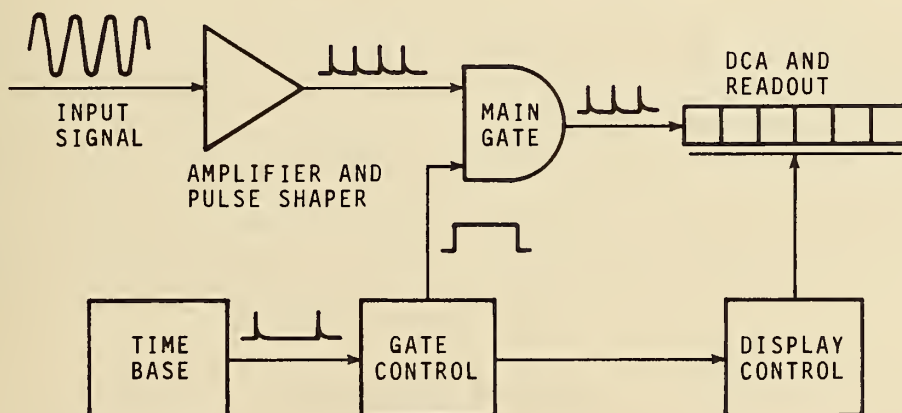 INPUT
SIGNAL
AMPLIFIER AND
PULSE SHAPER
MAIN
GATE
DCA AND
READOUT
TIME
BASE
GATE
CONTROL
DISPLAY
CONTROL